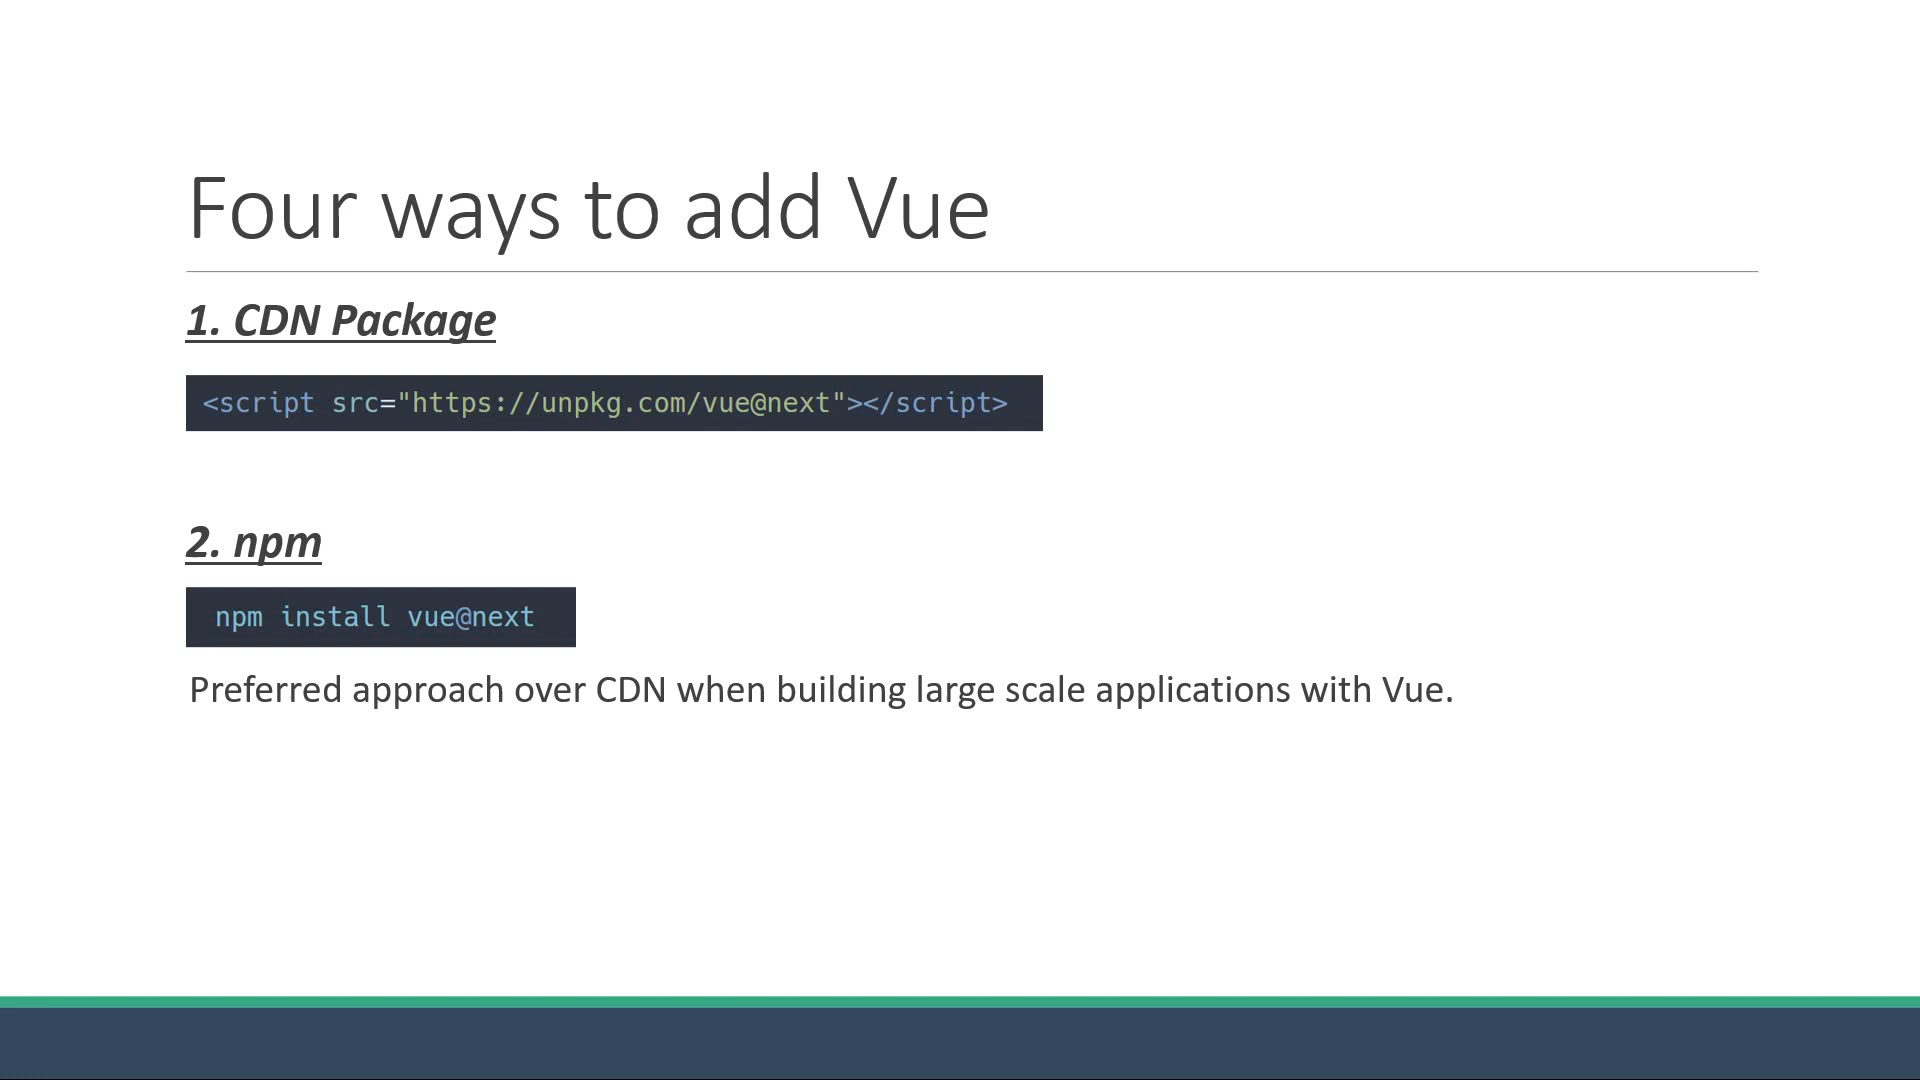 Four ways to add Vue
1. CDN Package
<script src="https://unpkg.com/vue@next"></script>
2. npm
npm install vue@next
Preferred approach over CDN when building large scale applications with Vue.